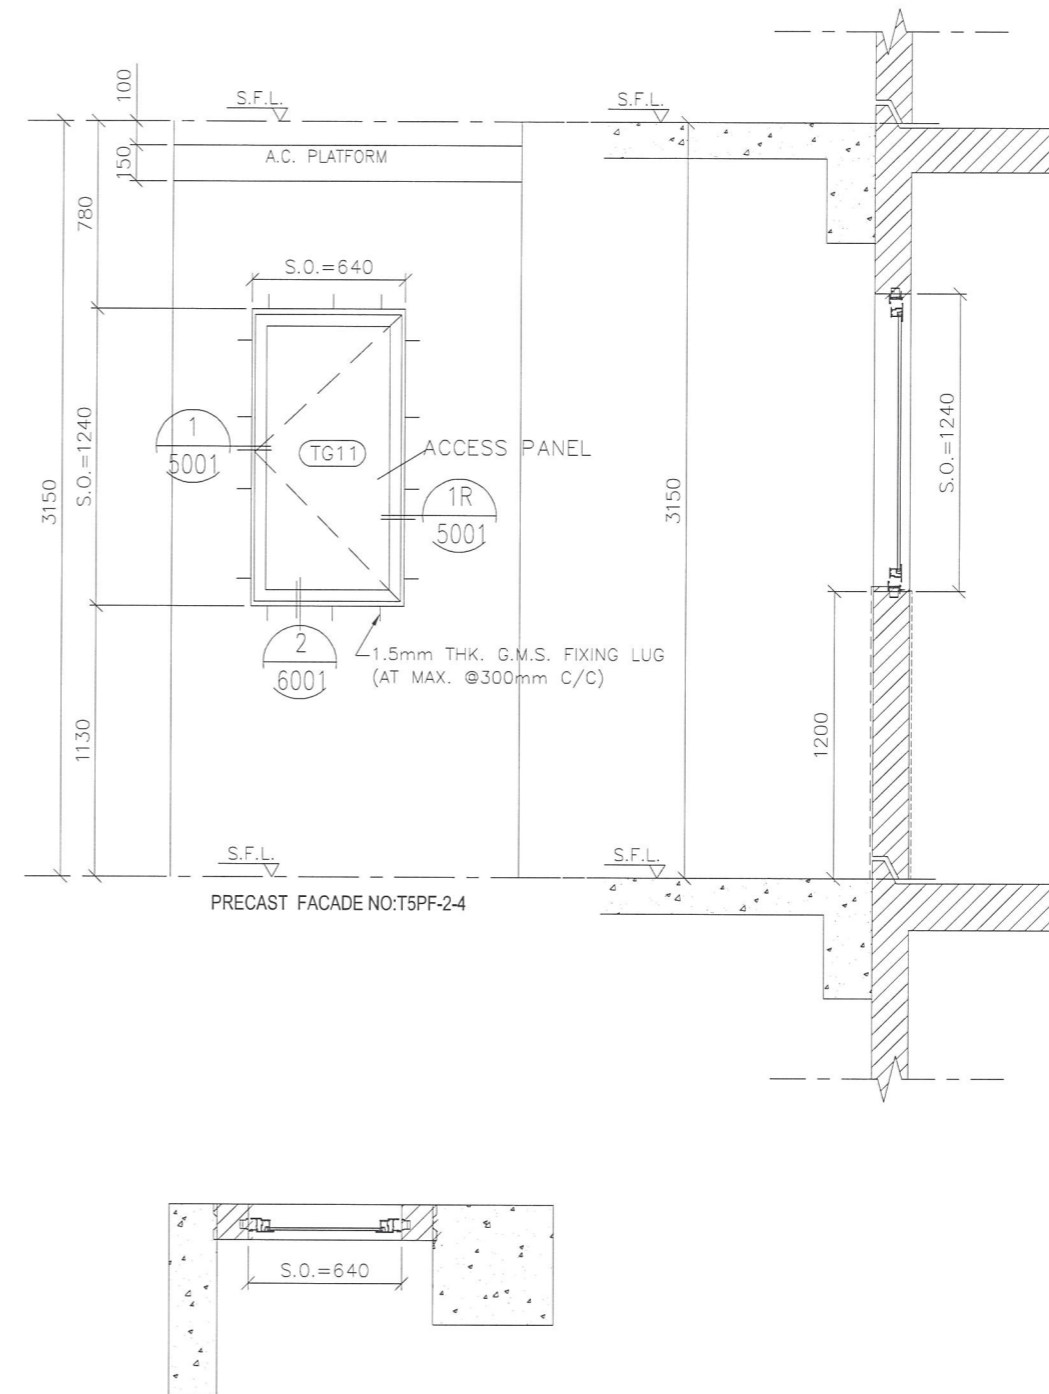 100
S.F.L.
S.F.L.
A.C. PLATFORM
150
780
S.O.=640
S.O.=1240
S.O.=1240
1
5001
TG11
ACCESS PANEL
1R
5001
3150
3150
2
6001
1.5mm THK. G.M.S. FIXING LUG
(AT MAX. @300mm C/C)
1130
1200
S.F.L.
S.F.L.
PRECAST FACADE NO:T5PF-2-4
S.O.=640